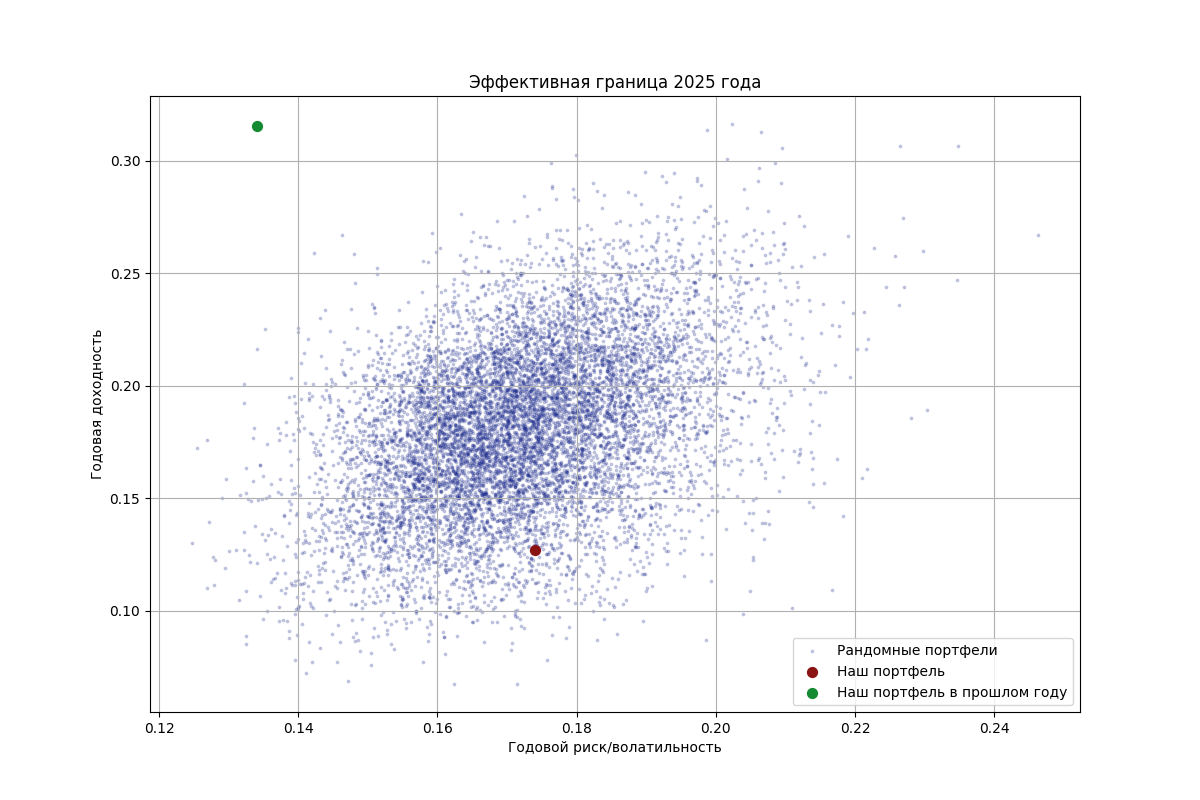 Эффективная граница 2025 года
Годовая доходность
0.30
0.25
0.20
0.15
0.10
Рандомные портфели
Наш портфель
Наш портфель в прошлом году
0.12 0.14 0.16 0.18 0.20 0.22 0.24
Годовой риск/волатильность